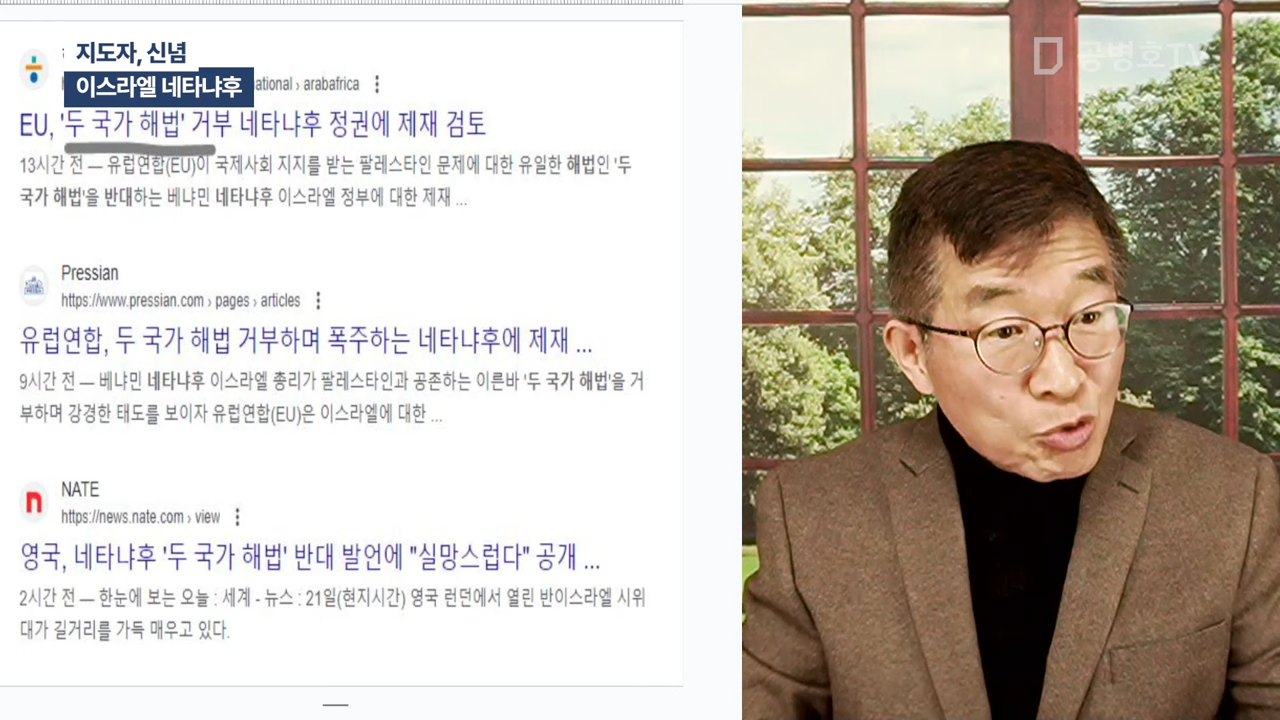 지도자, 신념
이스라엘 네타냐후
ational › arabafrica
EU, '두 국가 해법' 거부 네타냐후 정권에 제재 검토
13시간 전 — 유럽연합(EU)이 국제사회 지지를 받는 팔레스타인 문제에 대한 유일한 해법인 '두
국가 해법'을 반대하는 베냐민 네타냐후 이스라엘 정부에 대한 제재 ...
Pressian
https://www.pressian.com › pages › articles
유럽연합, 두 국가 해법 거부하며 폭주하는 네타냐후에 제재 ...
9시간 전 — 베냐민 네타냐후 이스라엘 총리가 팔레스타인과 공존하는 이른바 '두 국가 해법'을 거
부하며 강경한 태도를 보이자 유럽연합(EU)은 이스라엘에 대한 ...
n
NATE
https://news.nate.com › view
영국, 네타냐후 '두 국가 해법' 반대 발언에 "실망스럽다" 공개 ...
2시간 전 — 한눈에 보는 오늘 : 세계 - 뉴스 : 21일(현지시간) 영국 런던에서 열린 반이스라엘 시위
대가 길거리를 가득 매우고 있다.
공병호TV